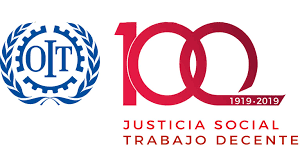 OIT
100
1919•2019
JUSTICIA SOCIAL
TRABAJO DECENTE